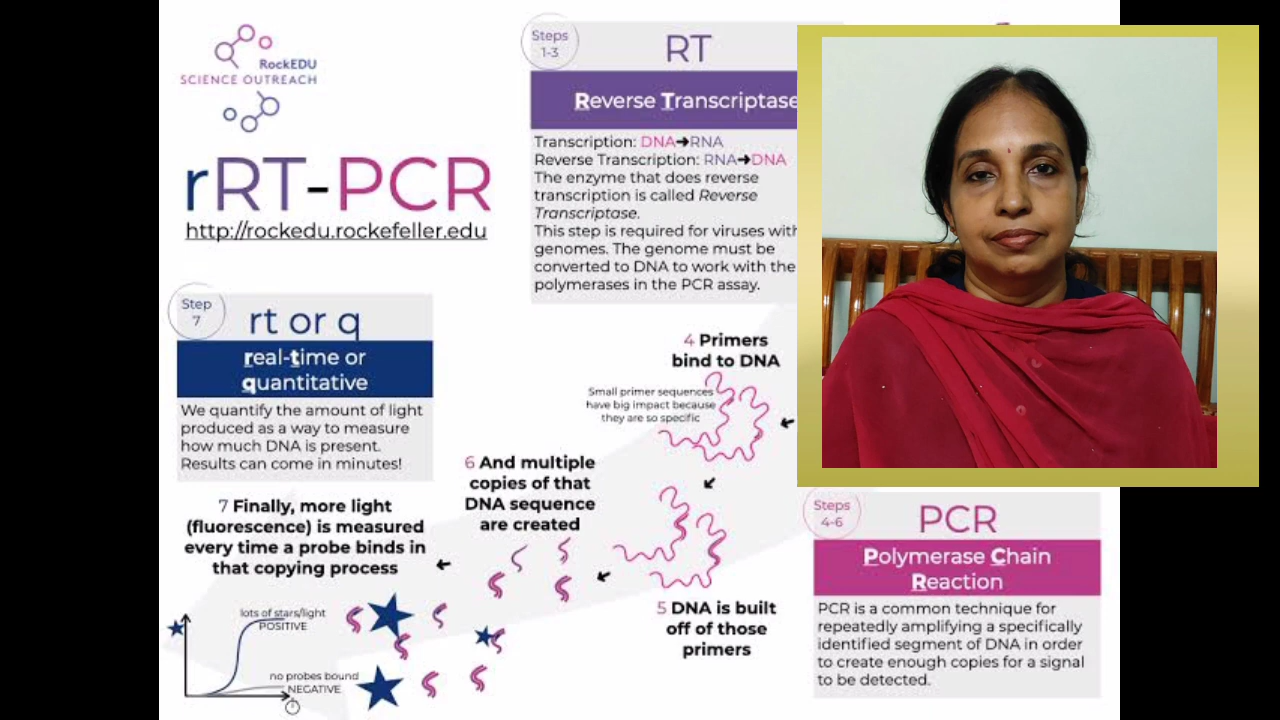 RockEDU
SCIENCE OUTREACH
rRT-PCR
http://rockedu.rockefeller.edu
Steps
1-3
RT
Reverse Transcriptase
Transcription: DNA➜RNA
Reverse Transcription: RNA➜DNA
The enzyme that does reverse
transcription is called Reverse
Transcriptase.
This step is required for viruses with
genomes. The genome must be
converted to DNA to work with the
polymerases in the PCR assay.
Step
7
rt or q
real-time or
quantitative
We quantify the amount of light
produced as a way to measure
how much DNA is present.
Results can come in minutes!
4 Primers
bind to DNA
Small primer sequences
have big impact because
they are so specific
5 DNA is built
off of those
primers
6 And multiple
copies of that
DNA sequence
are created
7 Finally, more light
(fluorescence) is measured
every time a probe binds in
that copying process
lots of stars/light
POSITIVE
no probes bound
NEGATIVE
Steps
4-6
PCR
Polymerase Chain
Reaction
PCR is a common technique for
repeatedly amplifying a specifically
identified segment of DNA in order
to create enough copies for a signal
to be detected.